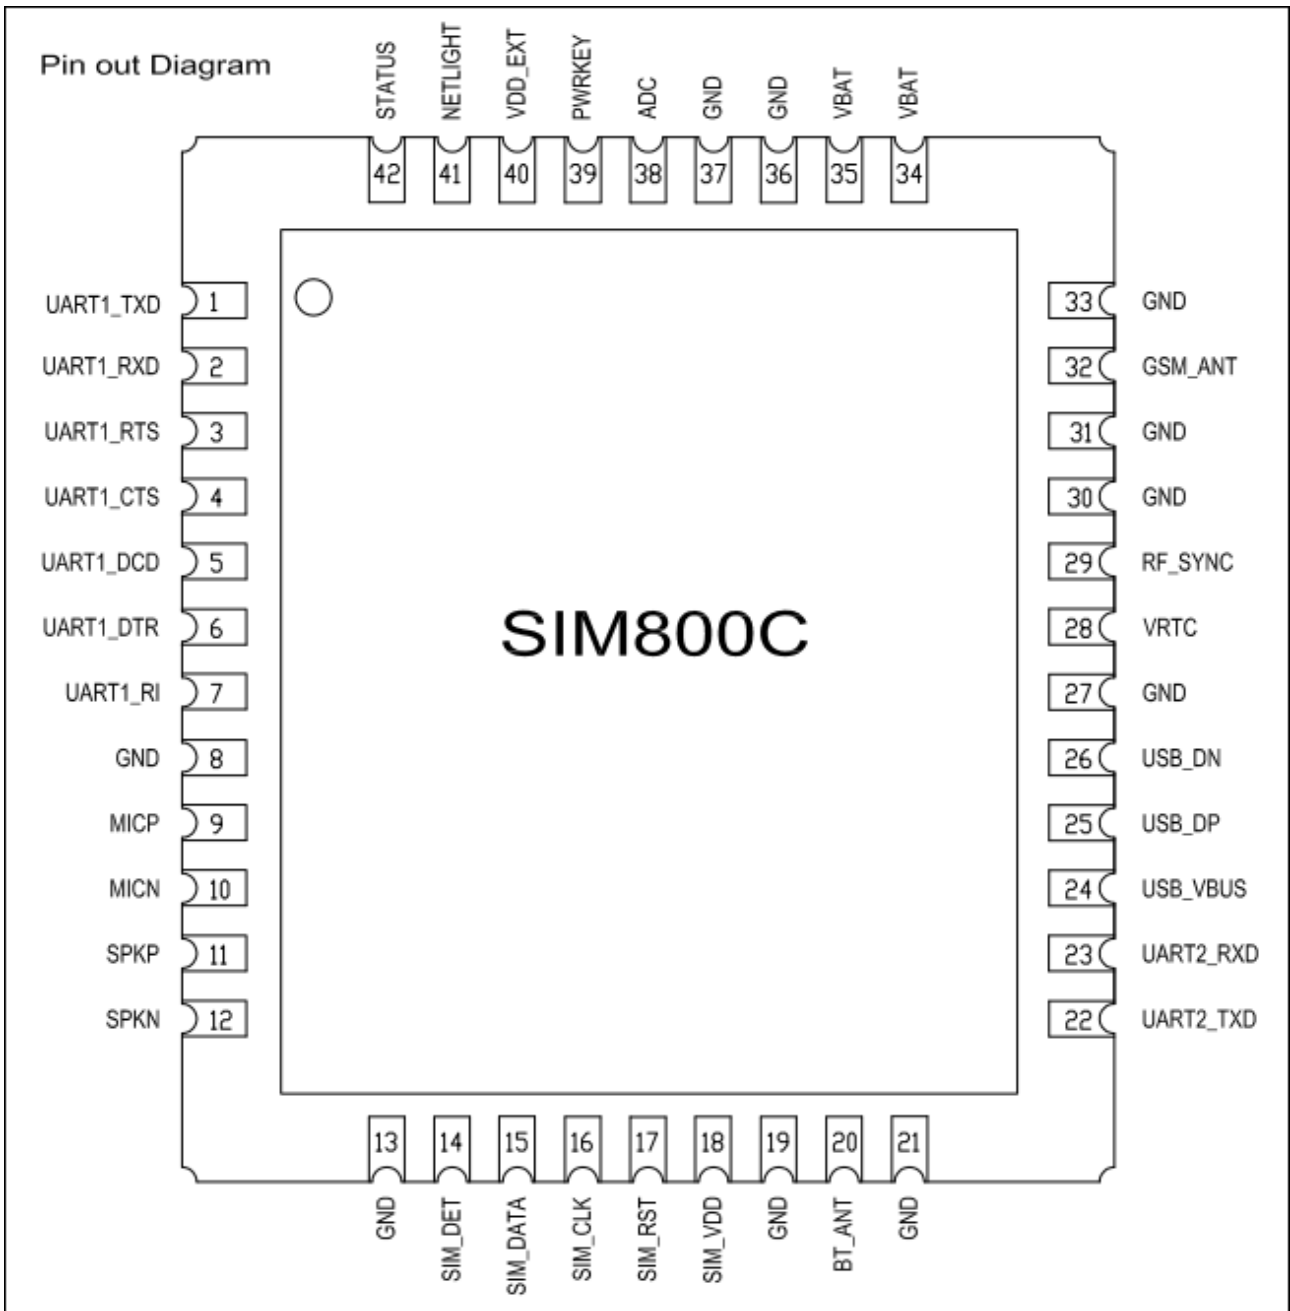 Pin out Diagram
STATUS
NETLIGHT
VDD_EXT
PWRKEY
ADC
GND
GND
VBAT
VBAT
42 41 40 39 38 37 36 35 34
UART1_TXD 1 33 GND
UART1_RXD 2 32 GSM_ANT
UART1_RTS 3 31 GND
UART1_CTS 4 30 GND
UART1_DCD 5 29 RF_SYNC
UART1_DTR 6 SIM800C 28 VRTC
UART1_RI 7 27 GND
GND 8 26 USB_DN
MICP 9 25 USB_DP
MICN 10 24 USB_VBUS
SPKP 11 23 UART2_RXD
SPKN 12 22 UART2_TXD
13 14 15 16 17 18 19 20 21
GND
SIM_DET
SIM_DATA
SIM_CLK
SIM_RST
SIM_VDD
GND
BT_ANT
GND